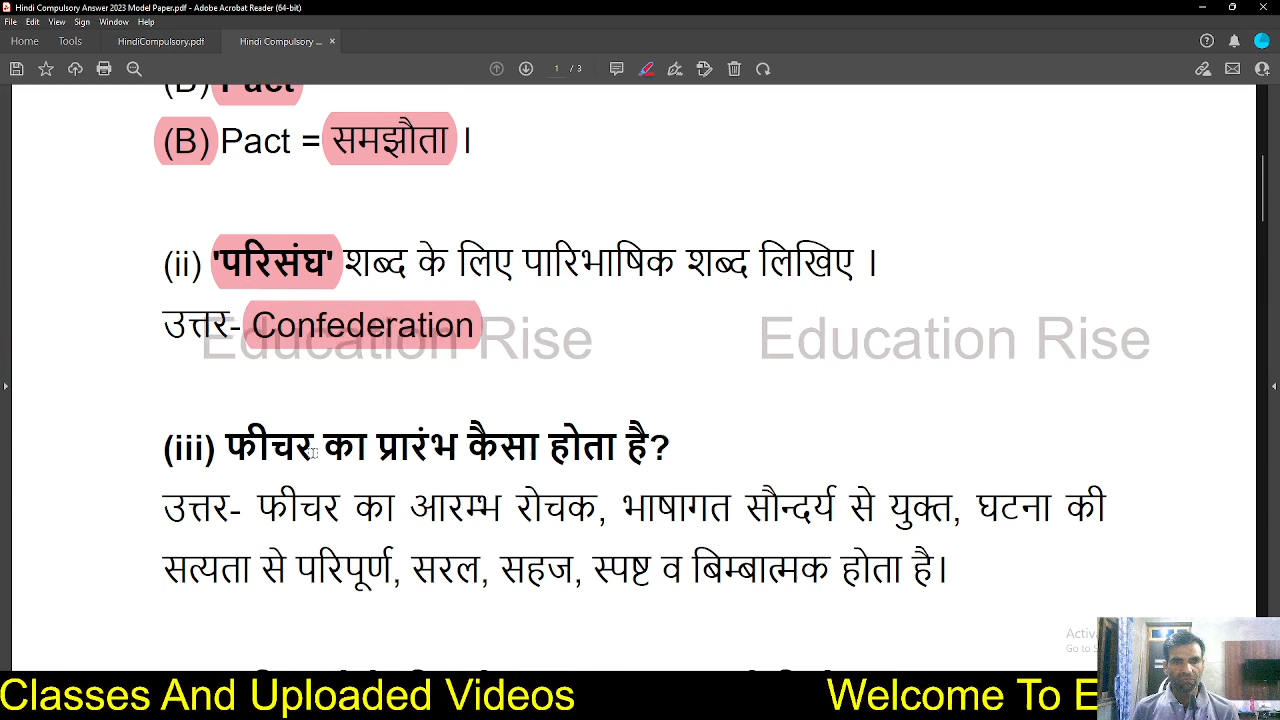 Hindi Compulsory Answer 2023 Model Paper.pdf - Adobe Acrobat Reader (64-bit)
File Edit View Sign Window Help
Home Tools HindiCompulsory.pdf Hindi Compulsory ... ×
1 / 3
(B) Pact
(B) Pact = समझौता ।
(ii) 'परिसंघ' शब्द के लिए पारिभाषिक शब्द लिखिए ।
उत्तर- Confederation
Education Rise Education Rise
(iii) फीचर का प्रारंभ कैसा होता है?
उत्तर- फीचर का आरम्भ रोचक, भाषागत सौन्दर्य से युक्त, घटना की
सत्यता से परिपूर्ण, सरल, सहज, स्पष्ट व बिम्बात्मक होता है।
Go to
Classes And Uploaded Videos Welcome To E